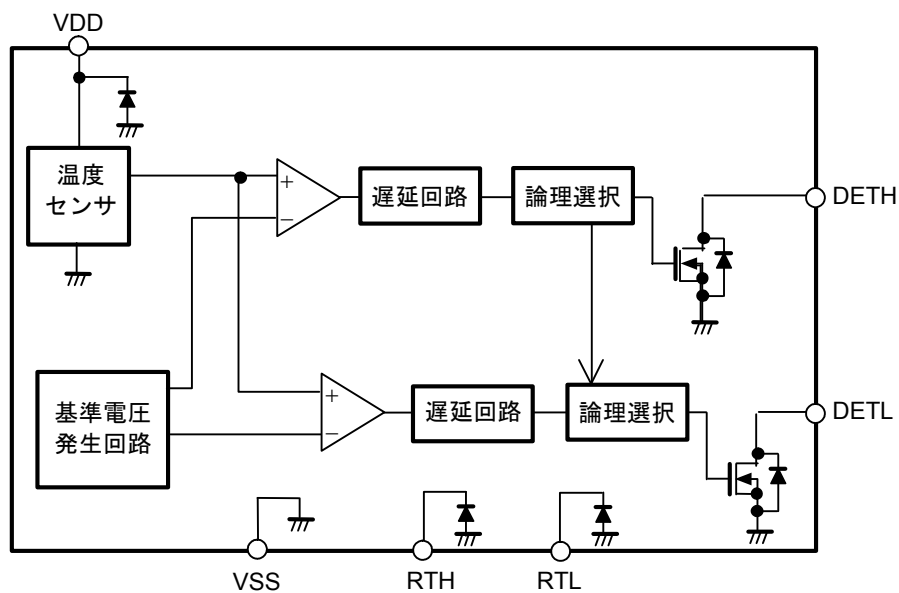 VDD
温度
センサ
+
−
遅延回路
論理選択
DETH
基準電圧
発生回路
+
−
遅延回路
論理選択
DETL
VSS
RTH
RTL